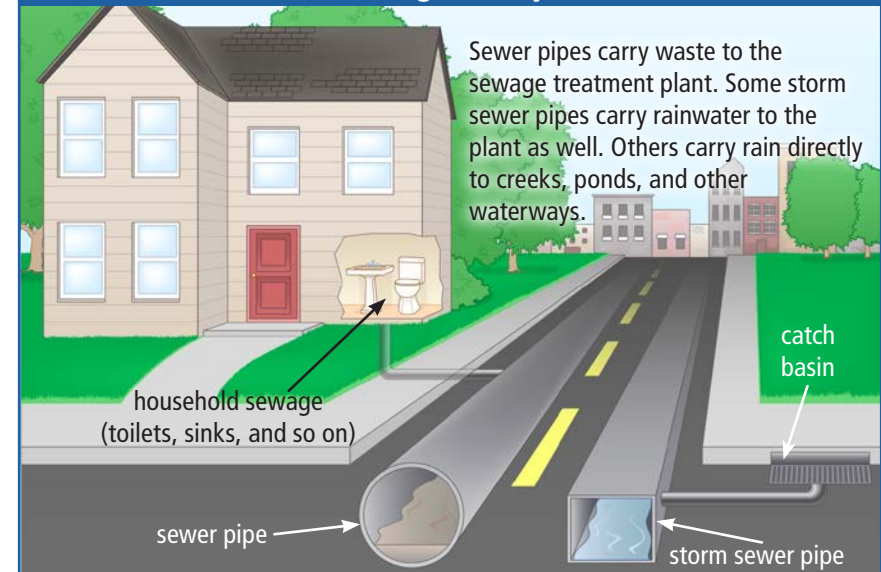 Sewer pipes carry waste to the
sewage treatment plant. Some storm
sewer pipes carry rainwater to the
plant as well. Others carry rain directly
to creeks, ponds, and other
waterways.
catch
basin
household sewage
(toilets, sinks, and so on)
sewer pipe
storm sewer pipe